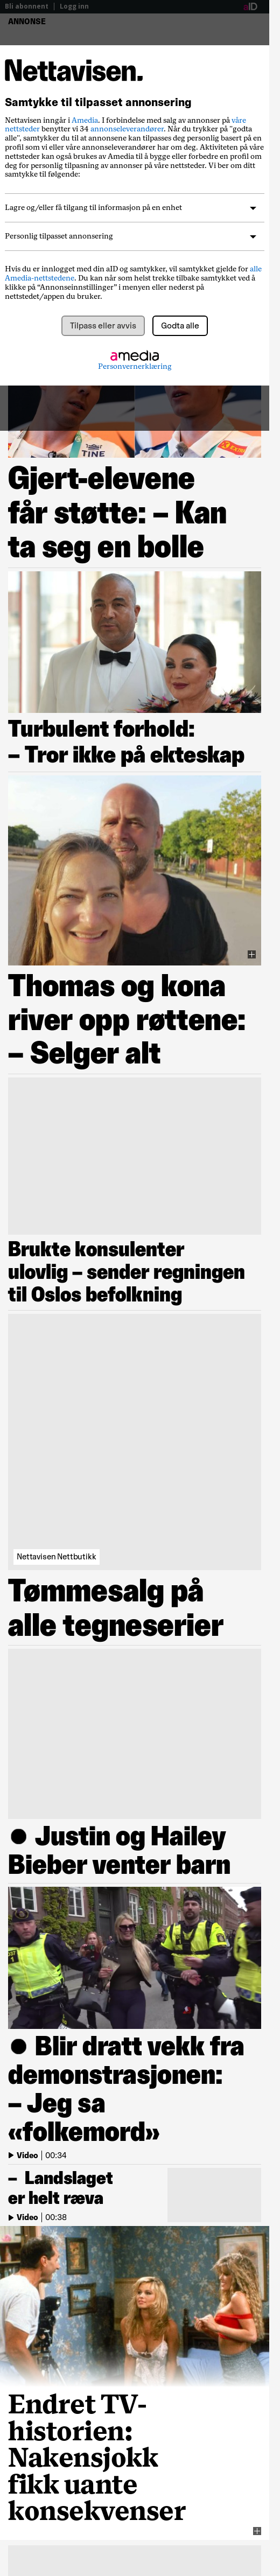 Bli abonnent | Logg inn
aID
ANNONSE
Nettavisen.
Samtykke til tilpasset annonsering
Nettavisen inngår i Amedia. I forbindelse med salg av annonser på våre
nettsteder benytter vi 34 annonseleverandører. Når du trykker på "godta
alle", samtykker du til at annonsene kan tilpasses deg personlig basert på en
profil som vi eller våre annonseleverandører har om deg. Aktiviteten på våre
nettsteder kan også brukes av Amedia til å bygge eller forbedre en profil om
deg for personlig tilpasning av annonser på våre nettsteder. Vi ber om ditt
samtykke til følgende:
Lagre og/eller få tilgang til informasjon på en enhet
Personlig tilpasset annonsering
Hvis du er innlogget med din aID og samtykker, vil samtykket gjelde for alle
Amedia-nettstedene. Du kan når som helst trekke tilbake samtykket ved å
klikke på “Annonseinnstillinger” i menyen eller nederst på
nettstedet/appen du bruker.
Tilpass eller avvis
Godta alle
amedia
Personvernerklæring
TINE
Gjert-elevene
får støtte: – Kan
ta seg en bolle
Turbulent forhold:
– Tror ikke på ekteskap
Thomas og kona
river opp røttene:
– Selger alt
Brukte konsulenter
ulovlig – sender regningen
til Oslos befolkning
Nettavisen Nettbutikk
Tømmesalg på
alle tegneserier
● Justin og Hailey
Bieber venter barn
● Blir dratt vekk fra
demonstrasjonen:
– Jeg sa
«folkemord»
Video | 00:34
– Landslaget
er helt ræva
Video | 00:38
Endret TV-
historien:
Nakensjokk
fikk uante
konsekvenser